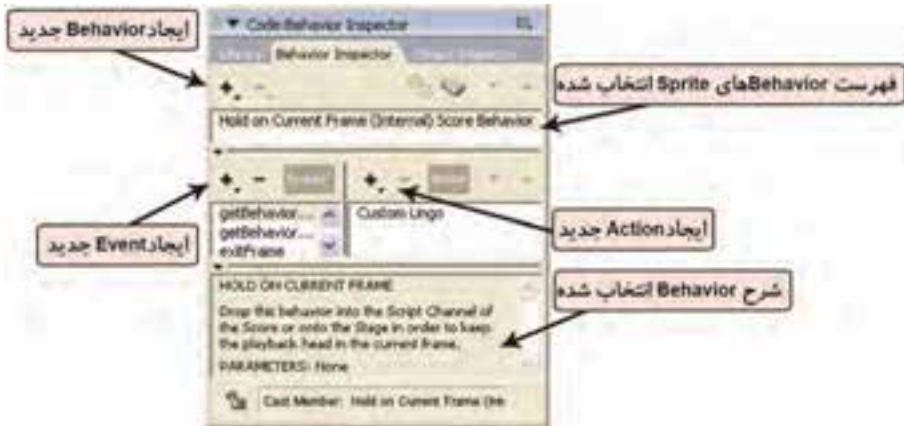 Code Behavior Inspector
Behavior Inspector
ایجاد Behavior جدید
فهرست Behaviorهای Sprite انتخاب شده
Hold on Current Frame (Internal) Score Behavior
getBehavior...
getBehavior...
exitFrame
Custom Lingo
ایجاد Event جدید
ایجاد Action جدید
HOLD ON CURRENT FRAME
Drop this behavior into the Script Channel of
the Score or onto the Stage in order to keep
the playback head in the current frame.
PARAMETERS: None
شرح Behavior انتخاب شده
Cast Member: Hold on Current Frame (Int